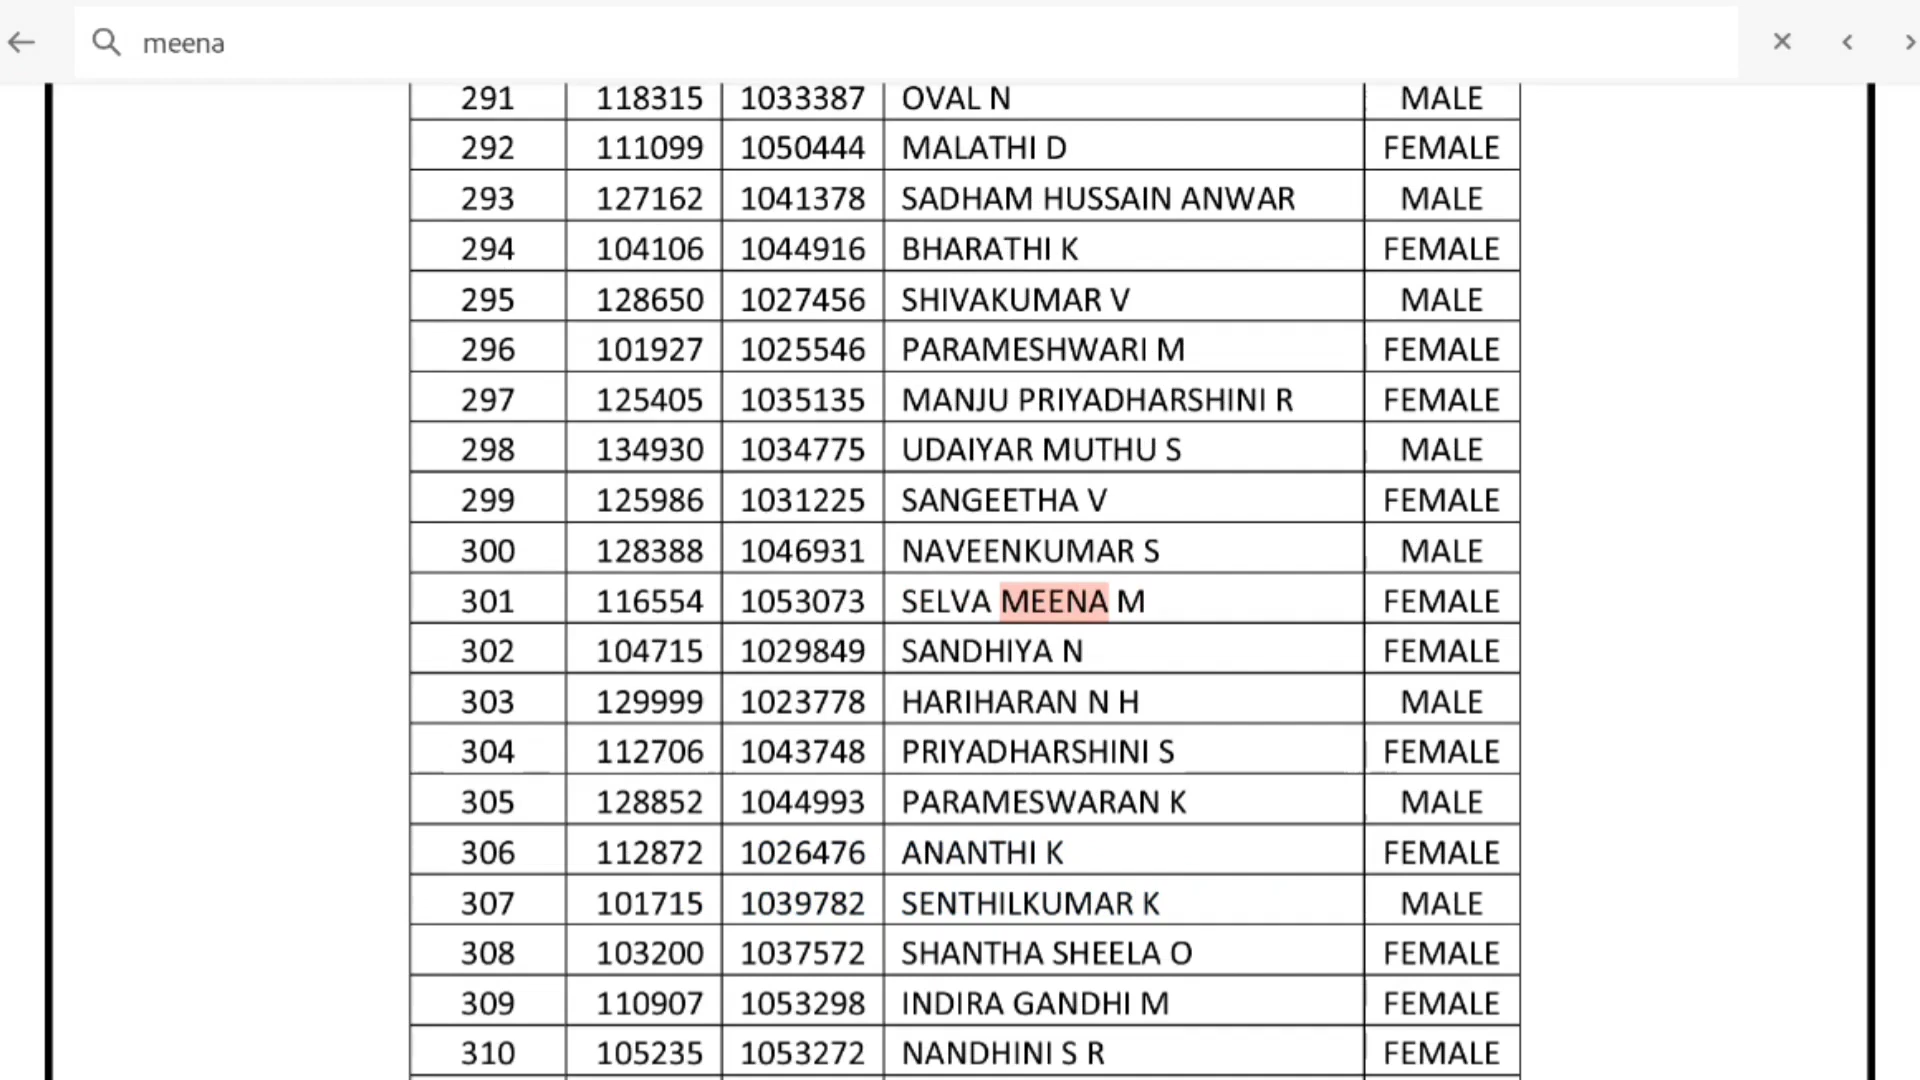 meena
291 118315 1033387 OVAL N MALE
292 111099 1050444 MALATHI D FEMALE
293 127162 1041378 SADHAM HUSSAIN ANWAR MALE
294 104106 1044916 BHARATHI K FEMALE
295 128650 1027456 SHIVAKUMAR V MALE
296 101927 1025546 PARAMESHWARI M FEMALE
297 125405 1035135 MANJU PRIYADHARSHINI R FEMALE
298 134930 1034775 UDAIYAR MUTHU S MALE
299 125986 1031225 SANGEETHA V FEMALE
300 128388 1046931 NAVEENKUMAR S MALE
301 116554 1053073 SELVA MEENA M FEMALE
302 104715 1029849 SANDHIYA N FEMALE
303 129999 1023778 HARIHARAN N H MALE
304 112706 1043748 PRIYADHARSHINI S FEMALE
305 128852 1044993 PARAMESWARAN K MALE
306 112872 1026476 ANANTHI K FEMALE
307 101715 1039782 SENTHILKUMAR K MALE
308 103200 1037572 SHANTHA SHEELA O FEMALE
309 110907 1053298 INDIRA GANDHI M FEMALE
310 105235 1053272 NANDHINI S R FEMALE